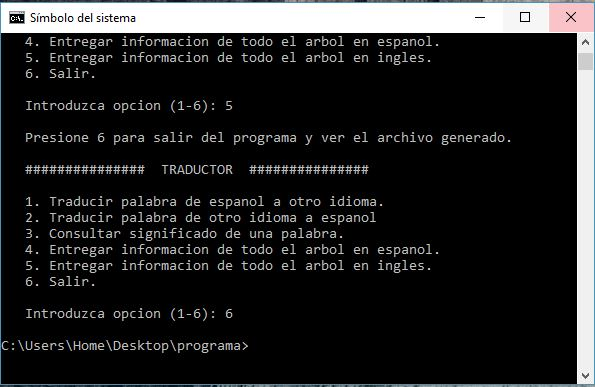 Símbolo del sistema
4. Entregar informacion de todo el arbol en espanol.
5. Entregar informacion de todo el arbol en ingles.
6. Salir.
Introduzca opcion (1-6): 5
Presione 6 para salir del programa y ver el archivo generado.
############### TRADUCTOR ###############
1. Traducir palabra de espanol a otro idioma.
2. Traducir palabra de otro idioma a espanol
3. Consultar significado de una palabra.
4. Entregar informacion de todo el arbol en espanol.
5. Entregar informacion de todo el arbol en ingles.
6. Salir.
Introduzca opcion (1-6): 6
C:\Users\Home\Desktop\programa>